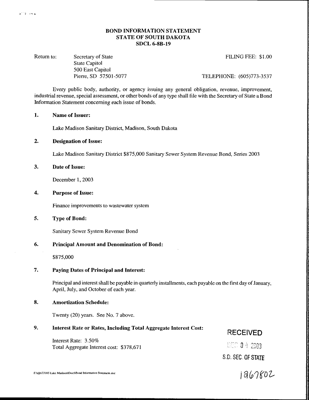 BOND INFORMATION STATEMENT
STATE OF SOUTH DAKOTA
SDCL 6-8B-19
Return to: Secretary of State FILING FEE: $1.00
State Capitol
500 East Capitol
Pierre, SD 57501-5077 TELEPHONE: (605)773-3537
Every public body, authority, or agency issuing any general obligation, revenue, improvement,
industrial revenue, special assessment, or other bonds of any type shall file with the Secretary of State a Bond
Information Statement concerning each issue of bonds.
1. Name of Issuer:
Lake Madison Sanitary District, Madison, South Dakota
2. Designation of Issue:
Lake Madison Sanitary District $875,000 Sanitary Sewer System Revenue Bond, Series 2003
3. Date of Issue:
December 1, 2003
4. Purpose of Issue:
Finance improvements to wastewater system
5. Type of Bond:
Sanitary Sewer System Revenue Bond
6. Principal Amount and Denomination of Bond:
$875,000
7. Paying Dates of Principal and Interest:
Principal and interest shall be payable in quarterly installments, each payable on the first day of January,
April, July, and October of each year.
8. Amortization Schedule:
Twenty (20) years. See No. 7 above.
9. Interest Rate or Rates, Including Total Aggregate Interest Cost:
Interest Rate: 3.50%
Total Aggregate Interest cost: $378,671
RECEIVED
2003
S.D. SEC. OF STATE
1867802